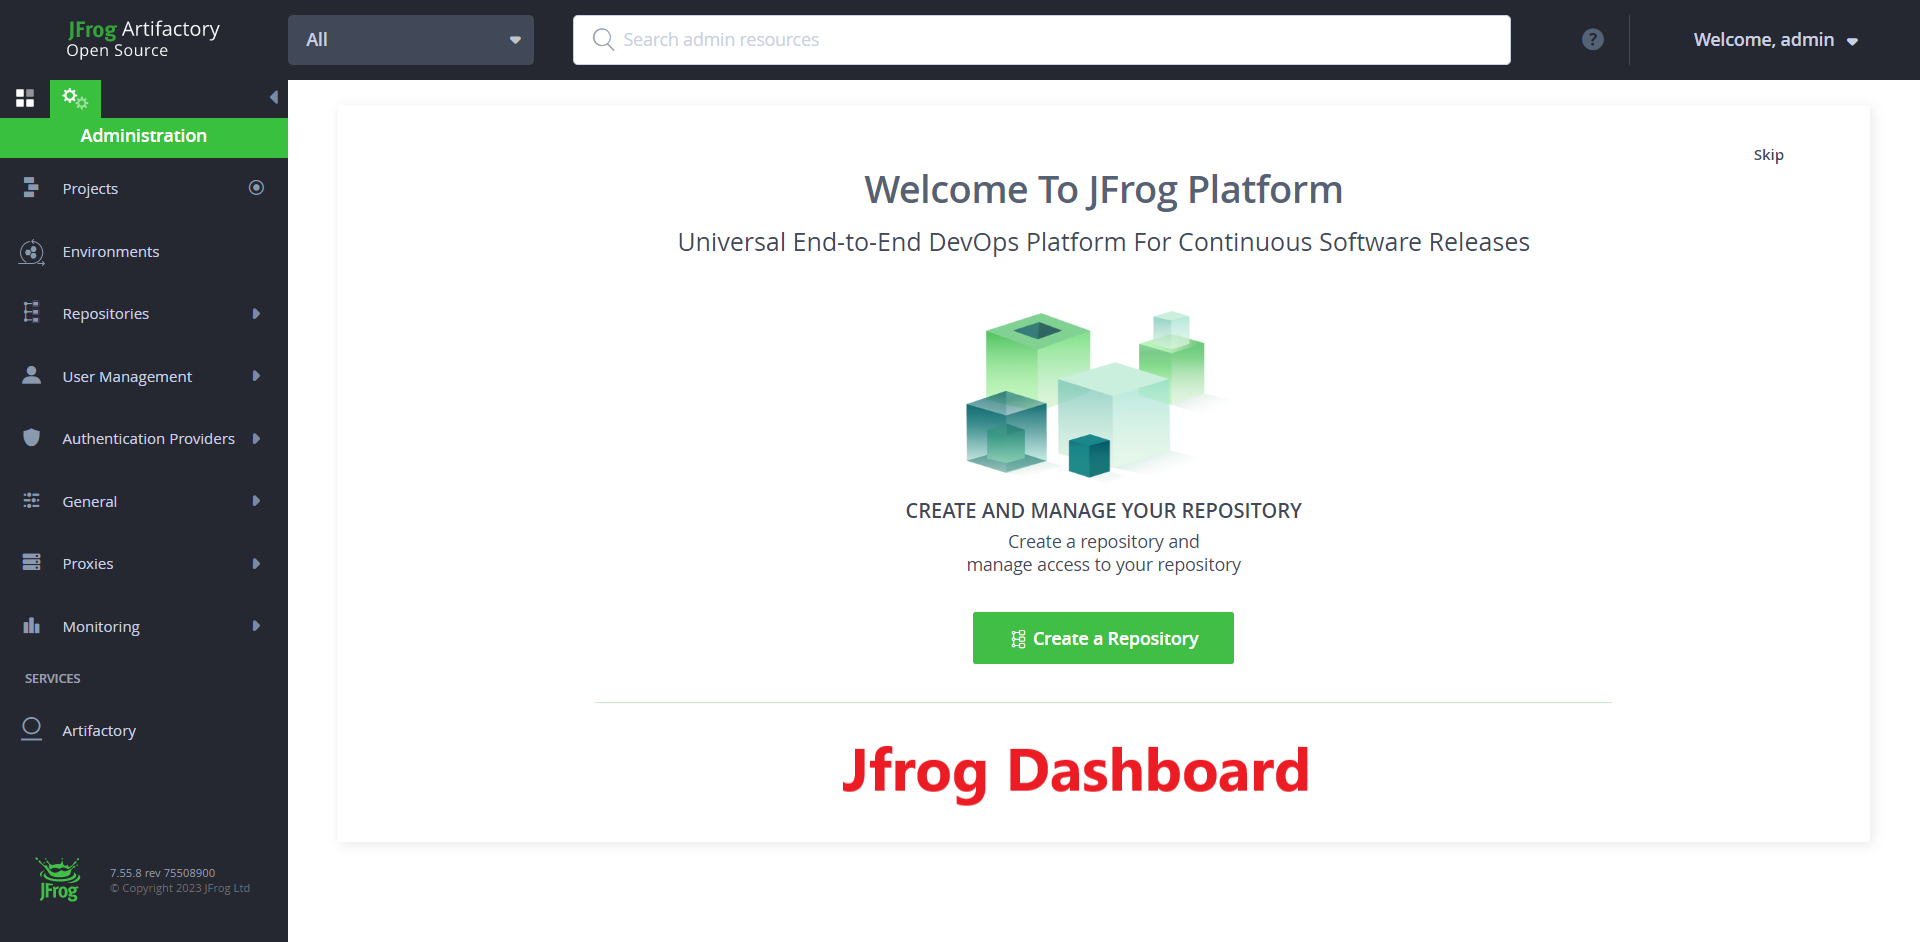 JFrog Artifactory
Open Source
All
Search admin resources
?
Welcome, admin
Administration
Projects
Environments
Repositories
User Management
Authentication Providers
General
Proxies
Monitoring
SERVICES
Artifactory
JFrog
7.55.8 rev 75508900
© Copyright 2023 JFrog Ltd
Skip
Welcome To JFrog Platform
Universal End-to-End DevOps Platform For Continuous Software Releases
CREATE AND MANAGE YOUR REPOSITORY
Create a repository and
manage access to your repository
Create a Repository
Jfrog Dashboard